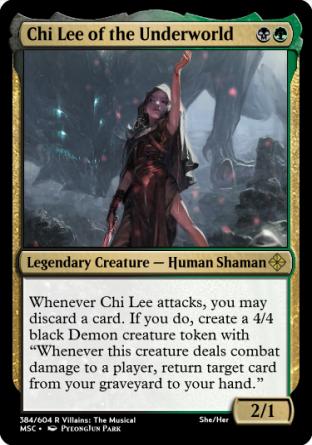 Chi Lee of the Underworld
Legendary Creature — Human Shaman
Whenever Chi Lee attacks, you may
discard a card. If you do, create a 4/4
black Demon creature token with
“Whenever this creature deals combat
damage to a player, return target card
from your graveyard to your hand.”
2/1
384/604 R Villains: The Musical She/Her
MSC • PyeongJun Park